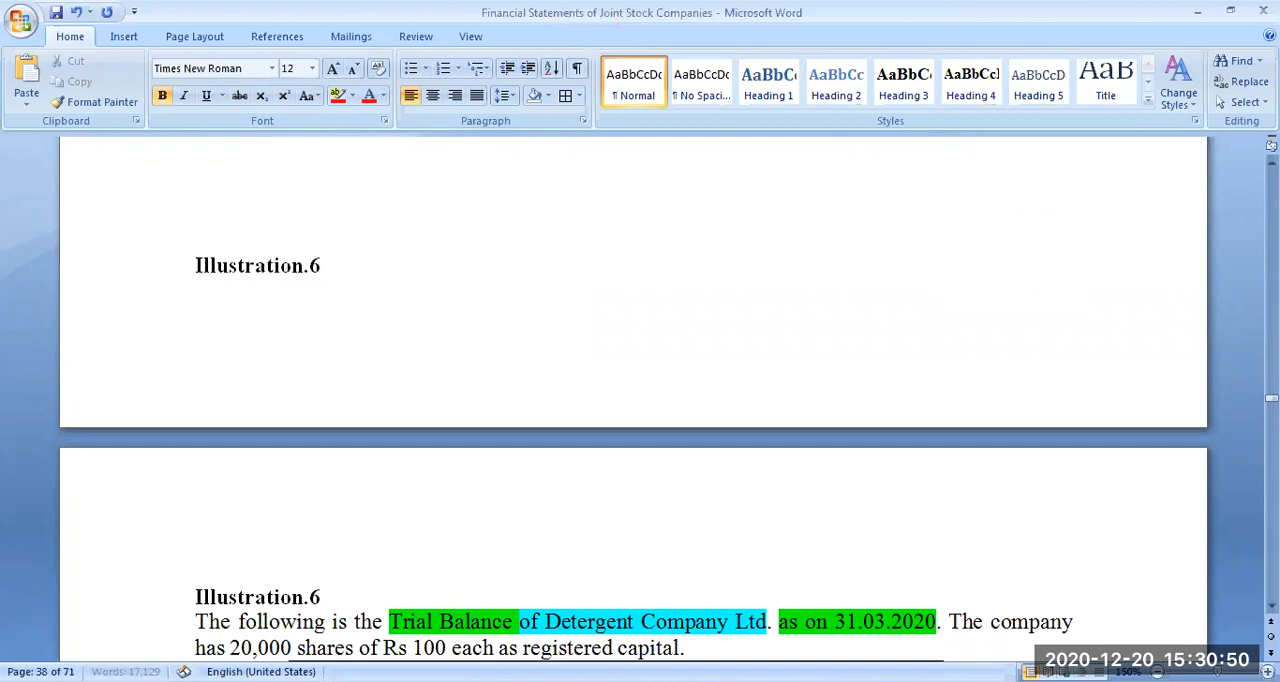 Financial Statements of Joint Stock Companies - Microsoft Word
Home Insert Page Layout References Mailings Review View
Cut
Copy
Format Painter
Paste
Clipboard
Times New Roman 12
Font
Paragraph
AaBbCcDc AaBbCcDc AaBbC( AaBbCc AaBbC( AaBbCcI AaBbCcD AaB
¶ Normal ¶ No Spaci... Heading 1 Heading 2 Heading 3 Heading 4 Heading 5 Title
Change
Styles
Styles
Find
Replace
Select
Editing
Illustration.6
Illustration.6
The following is the Trial Balance of Detergent Company Ltd. as on 31.03.2020. The company
has 20,000 shares of Rs 100 each as registered capital.
2020-12-20 15:30:50
Page: 38 of 71 Words: 17,129 English (United States) 150%